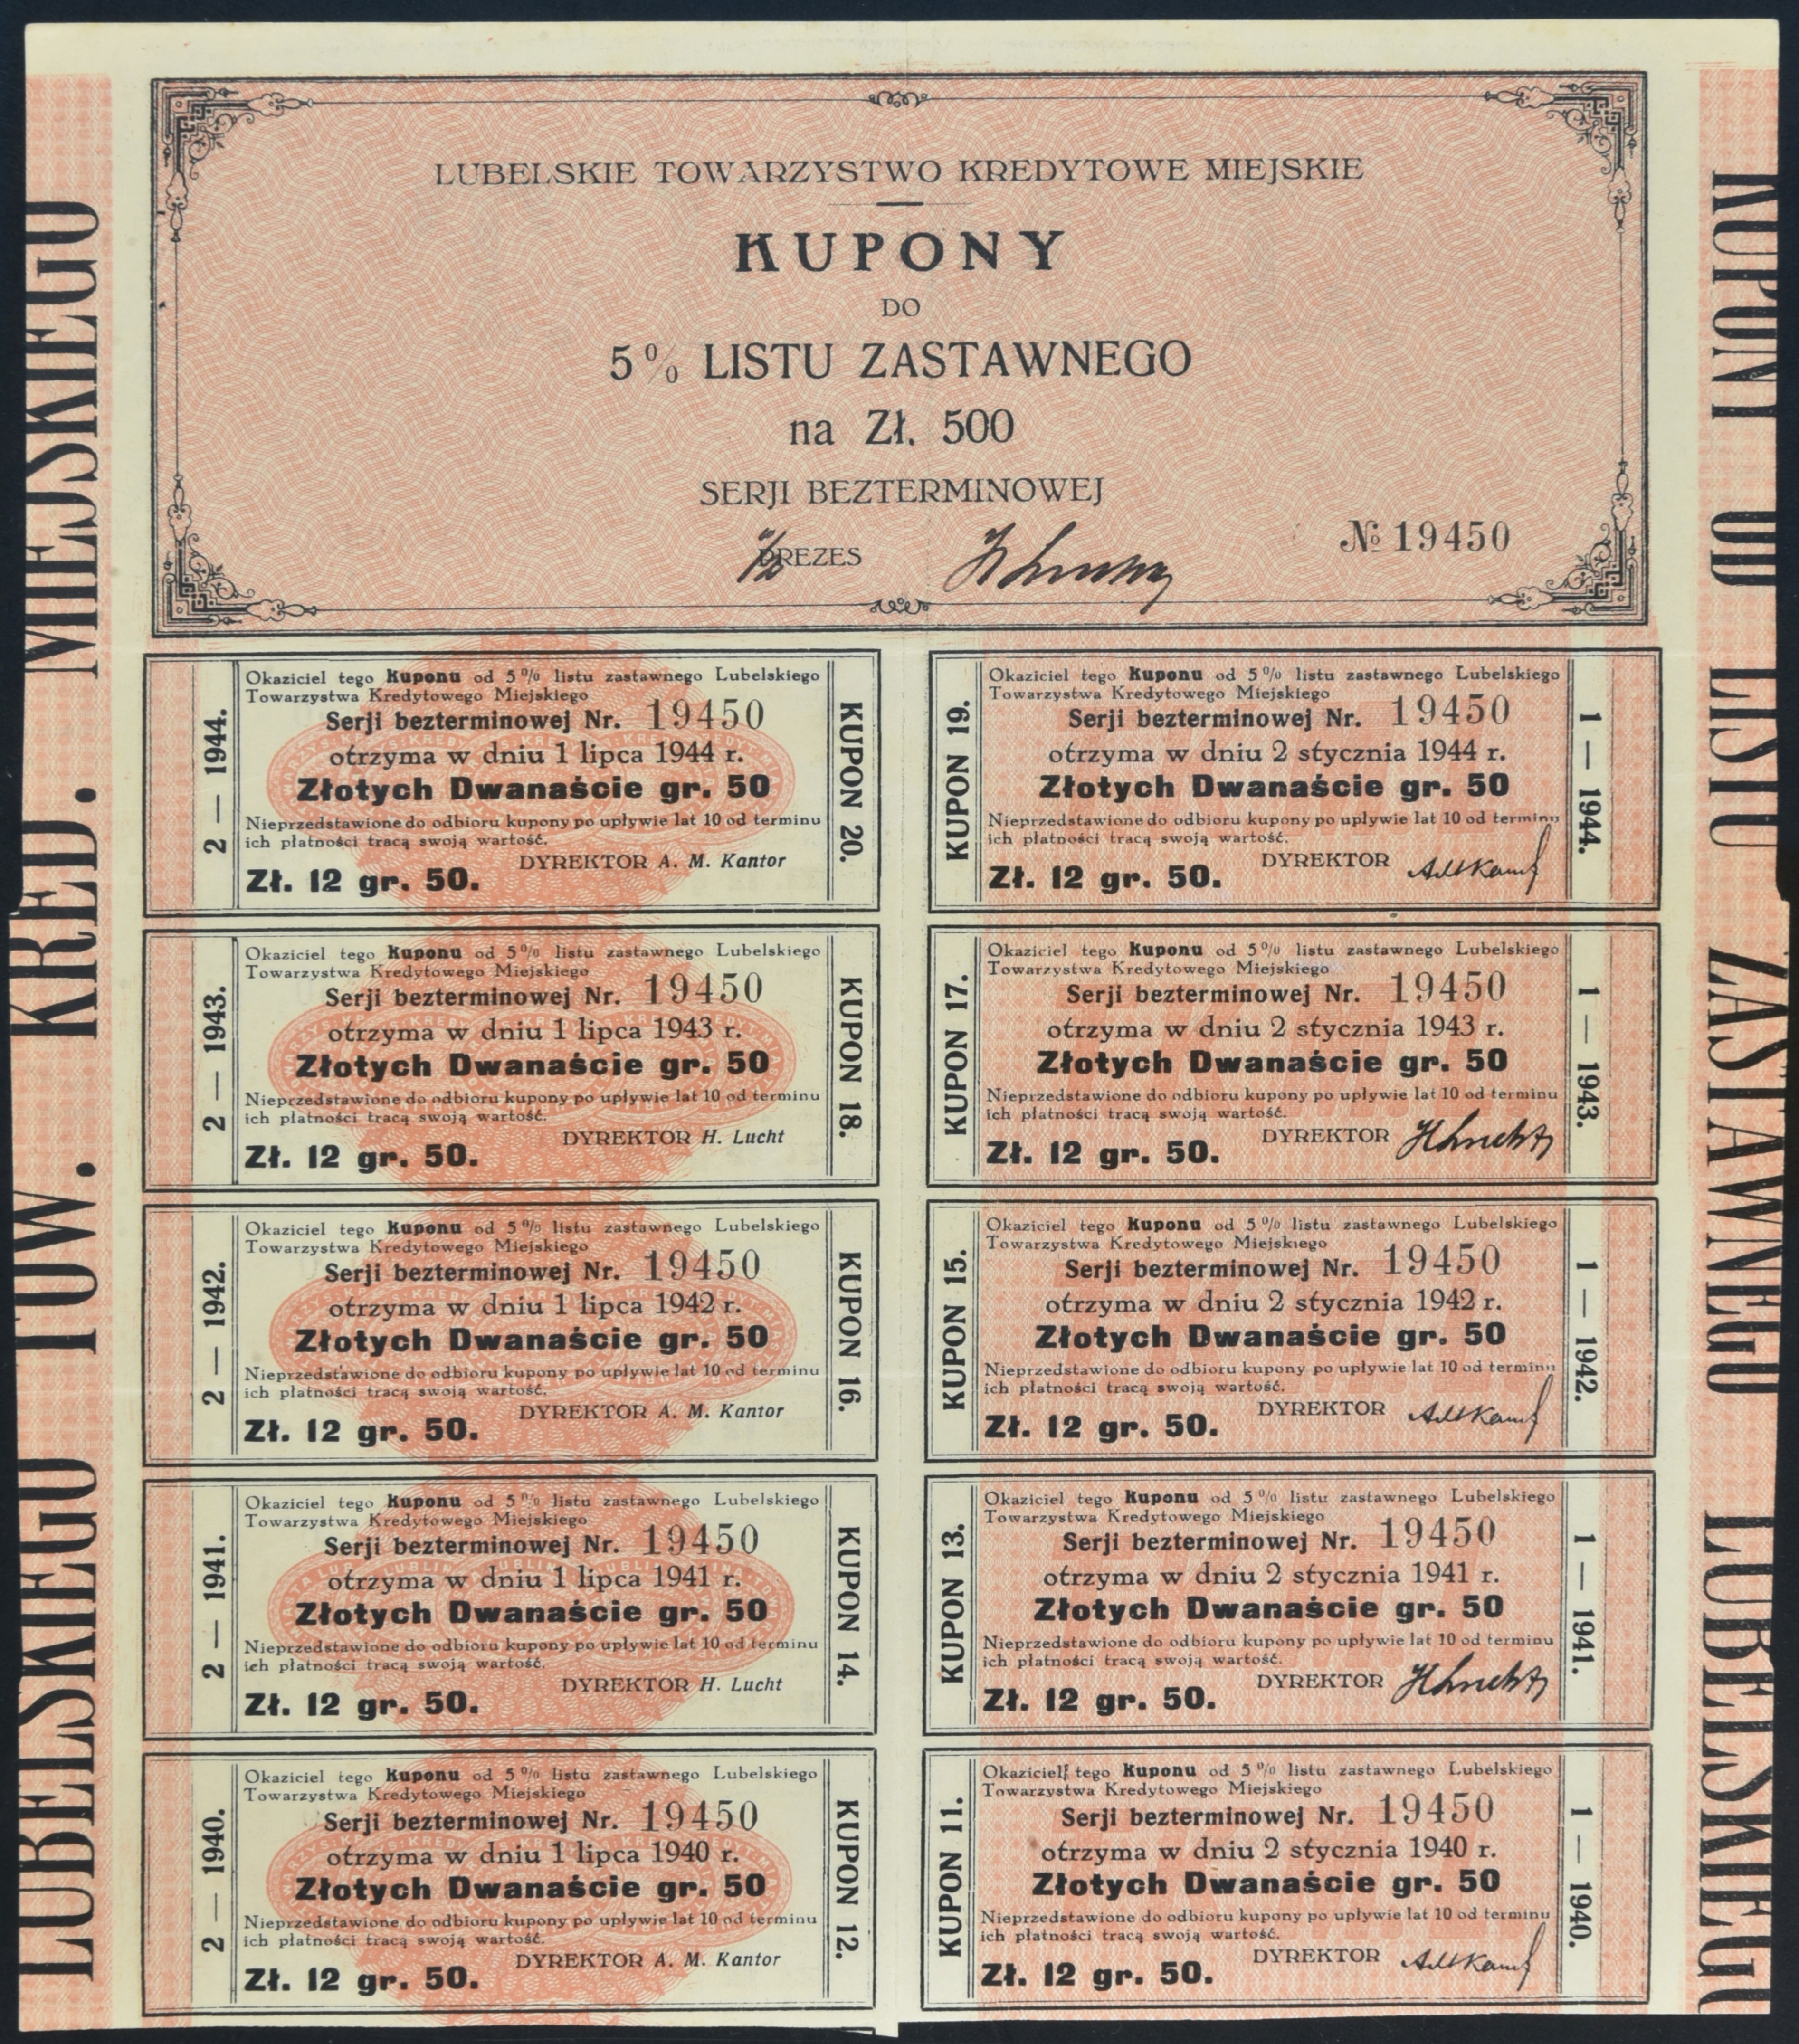 LUBELSKIE TOWARZYSTWO KREDYTOWE MIEJSKIE
KUPONY
DO
5% LISTU ZASTAWNEGO
na Zł. 500
SERJI BEZTERMINOWEJ
PREZES
№ 19450
LUBELSKIEGO TOW. KRED. MIEJSKIEGO
KUPONY OD LISTU ZASTAWNEGO LUBELSKIEGO
2 — 1944.
Okaziciel tego Kuponu od 5% listu zastawnego Lubelskiego
Towarzystwa Kredytowego Miejskiego
Serji bezterminowej Nr. 19450
otrzyma w dniu 1 lipca 1944 r.
Złotych Dwanaście gr. 50
Nieprzedstawione do odbioru kupony po upływie lat 10 od terminu
ich płatności tracą swoją wartość.
DYREKTOR A. M. Kantor
Zł. 12 gr. 50.
KUPON 20.
KUPON 19.
Okaziciel tego Kuponu od 5% listu zastawnego Lubelskiego
Towarzystwa Kredytowego Miejskiego
Serji bezterminowej Nr. 19450
otrzyma w dniu 2 stycznia 1944 r.
Złotych Dwanaście gr. 50
Nieprzedstawione do odbioru kupony po upływie lat 10 od terminu
ich płatności tracą swoją wartość.
DYREKTOR
Zł. 12 gr. 50.
1 — 1944.
2 — 1943.
Okaziciel tego Kuponu od 5% listu zastawnego Lubelskiego
Towarzystwa Kredytowego Miejskiego
Serji bezterminowej Nr. 19450
otrzyma w dniu 1 lipca 1943 r.
Złotych Dwanaście gr. 50
Nieprzedstawione do odbioru kupony po upływie lat 10 od terminu
ich płatności tracą swoją wartość.
DYREKTOR H. Lucht
Zł. 12 gr. 50.
KUPON 18.
KUPON 17.
Okaziciel tego Kuponu od 5% listu zastawnego Lubelskiego
Towarzystwa Kredytowego Miejskiego
Serji bezterminowej Nr. 19450
otrzyma w dniu 2 stycznia 1943 r.
Złotych Dwanaście gr. 50
Nieprzedstawione do odbioru kupony po upływie lat 10 od terminu
ich płatności tracą swoją wartość.
DYREKTOR HLucht
Zł. 12 gr. 50.
1 — 1943.
2 — 1942.
Okaziciel tego Kuponu od 5% listu zastawnego Lubelskiego
Towarzystwa Kredytowego Miejskiego
Serji bezterminowej Nr. 19450
otrzyma w dniu 1 lipca 1942 r.
Złotych Dwanaście gr. 50
Nieprzedstawione do odbioru kupony po upływie lat 10 od terminu
ich płatności tracą swoją wartość.
DYREKTOR A. M. Kantor
Zł. 12 gr. 50.
KUPON 16.
KUPON 15.
Okaziciel tego Kuponu od 5% listu zastawnego Lubelskiego
Towarzystwa Kredytowego Miejskiego
Serji bezterminowej Nr. 19450
otrzyma w dniu 2 stycznia 1942 r.
Złotych Dwanaście gr. 50
Nieprzedstawione do odbioru kupony po upływie lat 10 od terminu
ich płatności tracą swoją wartość.
DYREKTOR
Zł. 12 gr. 50.
1 — 1942.
2 — 1941.
Okaziciel tego Kuponu od 5% listu zastawnego Lubelskiego
Towarzystwa Kredytowego Miejskiego
Serji bezterminowej Nr. 19450
otrzyma w dniu 1 lipca 1941 r.
Złotych Dwanaście gr. 50
Nieprzedstawione do odbioru kupony po upływie lat 10 od terminu
ich płatności tracą swoją wartość.
DYREKTOR H. Lucht
Zł. 12 gr. 50.
KUPON 14.
KUPON 13.
Okaziciel tego Kuponu od 5% listu zastawnego Lubelskiego
Towarzystwa Kredytowego Miejskiego
Serji bezterminowej Nr. 19450
otrzyma w dniu 2 stycznia 1941 r.
Złotych Dwanaście gr. 50
Nieprzedstawione do odbioru kupony po upływie lat 10 od terminu
ich płatności tracą swoją wartość.
DYREKTOR HLucht
Zł. 12 gr. 50.
1 — 1941.
2 — 1940.
Okaziciel tego Kuponu od 5% listu zastawnego Lubelskiego
Towarzystwa Kredytowego Miejskiego
Serji bezterminowej Nr. 19450
otrzyma w dniu 1 lipca 1940 r.
Złotych Dwanaście gr. 50
Nieprzedstawione do odbioru kupony po upływie lat 10 od terminu
ich płatności tracą swoją wartość.
DYREKTOR A. M. Kantor
Zł. 12 gr. 50.
KUPON 12.
KUPON 11.
Okaziciel tego Kuponu od 5% listu zastawnego Lubelskiego
Towarzystwa Kredytowego Miejskiego
Serji bezterminowej Nr. 19450
otrzyma w dniu 2 stycznia 1940 r.
Złotych Dwanaście gr. 50
Nieprzedstawione do odbioru kupony po upływie lat 10 od terminu
ich płatności tracą swoją wartość.
DYREKTOR
Zł. 12 gr. 50.
1 — 1940.